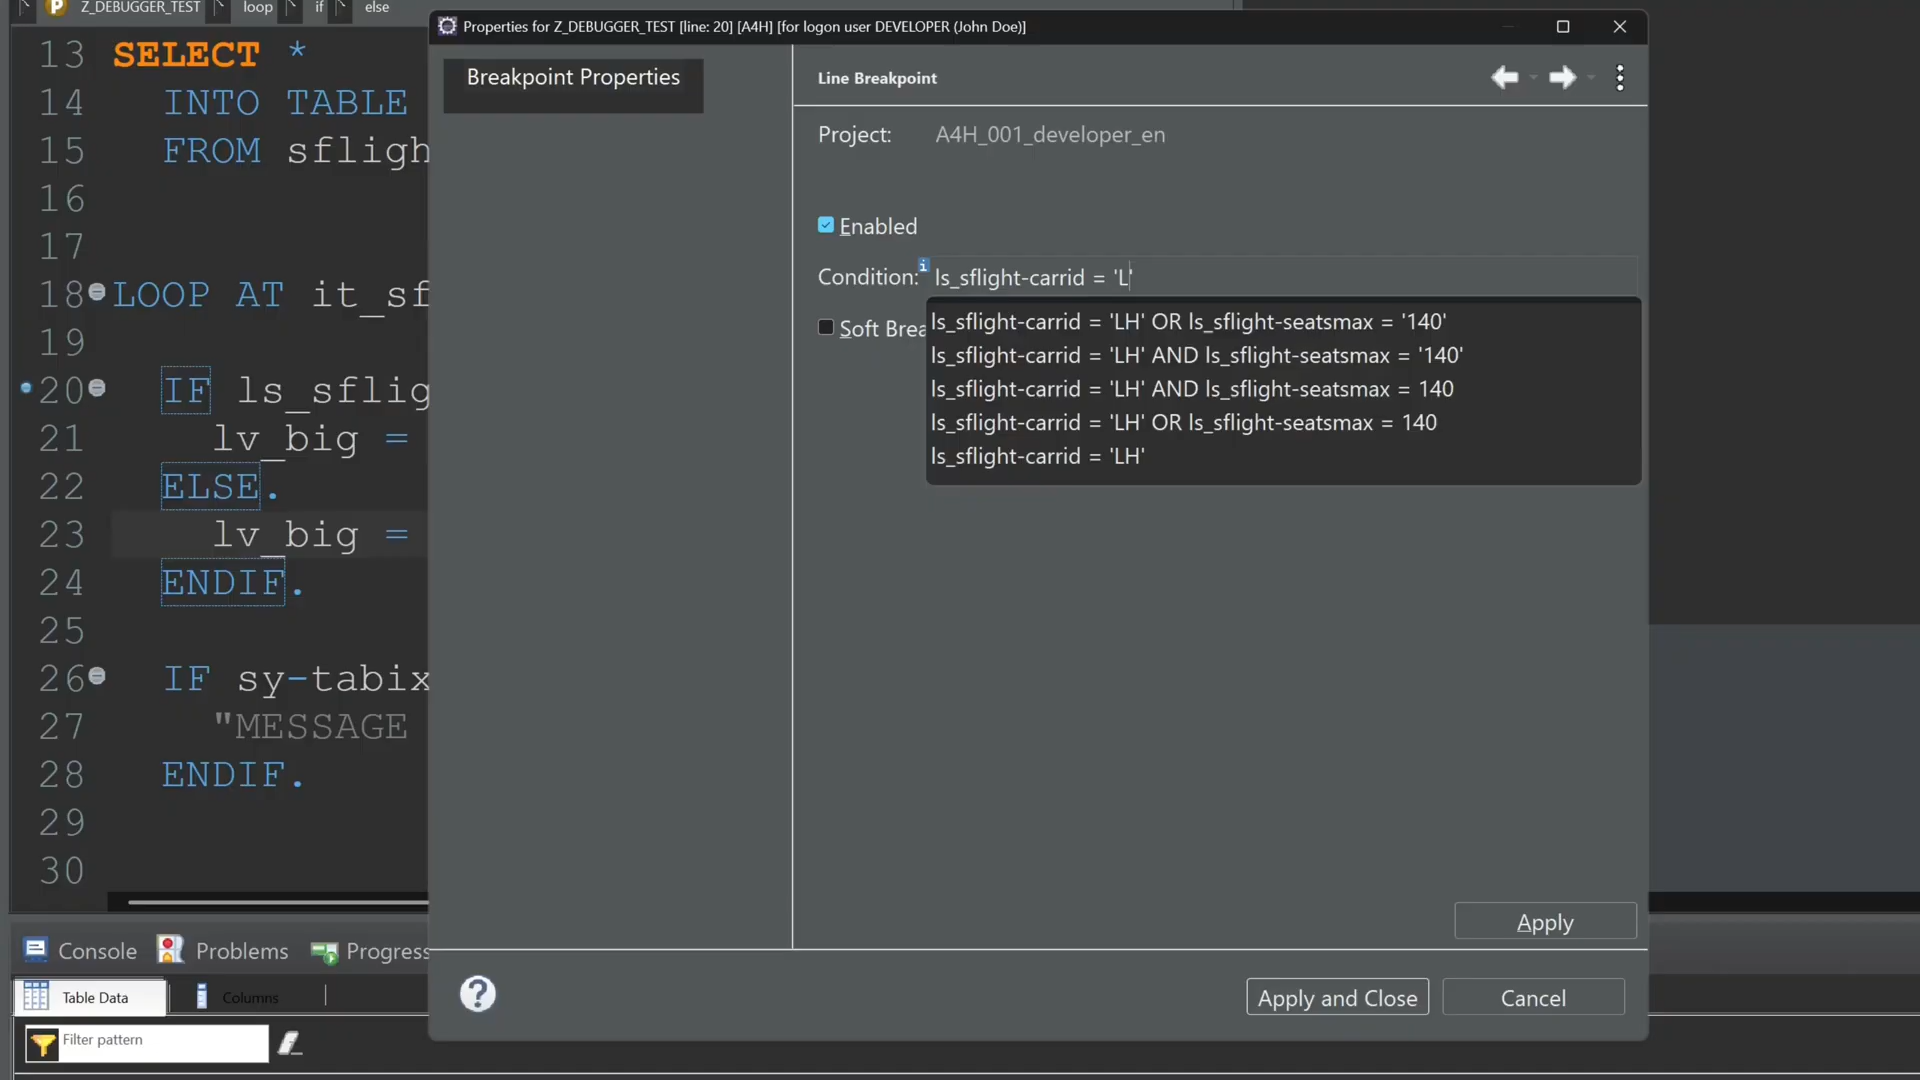 Z_DEBUGGER_TEST loop if else
Properties for Z_DEBUGGER_TEST [line: 20] [A4H] [for logon user DEVELOPER (John Doe)]
13 SELECT *
14 INTO TABLE
15 FROM sfligh
16
17
18 LOOP AT it_sf
19
20 IF ls_sflig
21 lv_big =
22 ELSE.
23 lv_big =
24 ENDIF.
25
26 IF sy-tabix
27 "MESSAGE
28 ENDIF.
29
30
Breakpoint Properties
Line Breakpoint
Project: A4H_001_developer_en
Enabled
Condition: ls_sflight-carrid = 'L'
Soft Brea
ls_sflight-carrid = 'LH' OR ls_sflight-seatsmax = '140'
ls_sflight-carrid = 'LH' AND ls_sflight-seatsmax = '140'
ls_sflight-carrid = 'LH' AND ls_sflight-seatsmax = 140
ls_sflight-carrid = 'LH' OR ls_sflight-seatsmax = 140
ls_sflight-carrid = 'LH'
Apply
Apply and Close Cancel
Console Problems Progress
Table Data Columns
Filter pattern